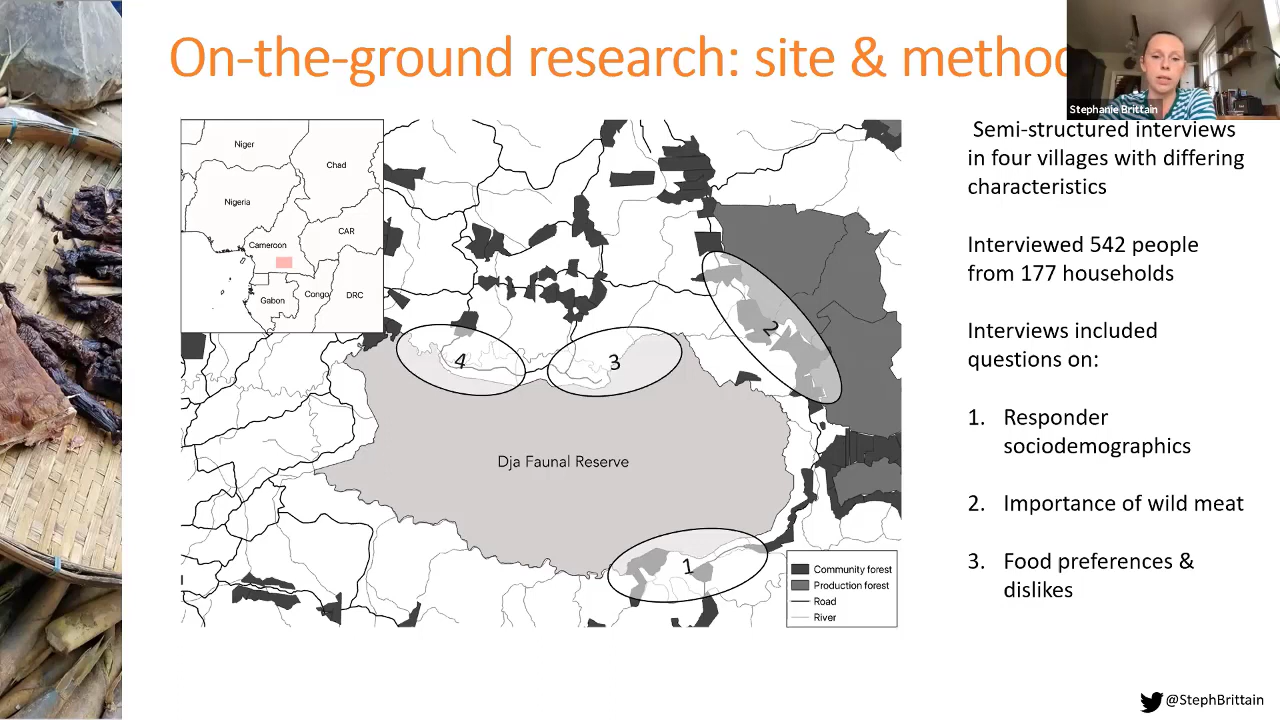 On-the-ground research: site & metho
Stephanie Brittain
Niger
Chad
Nigeria
CAR
Cameroon
Gabon
Congo
DRC
4
3
2
Dja Faunal Reserve
1
Community forest
Production forest
Road
River
Semi-structured interviews
in four villages with differing
characteristics
Interviewed 542 people
from 177 households
Interviews included
questions on:
1. Responder
sociodemographics
2. Importance of wild meat
3. Food preferences &
dislikes
@StephBrittain